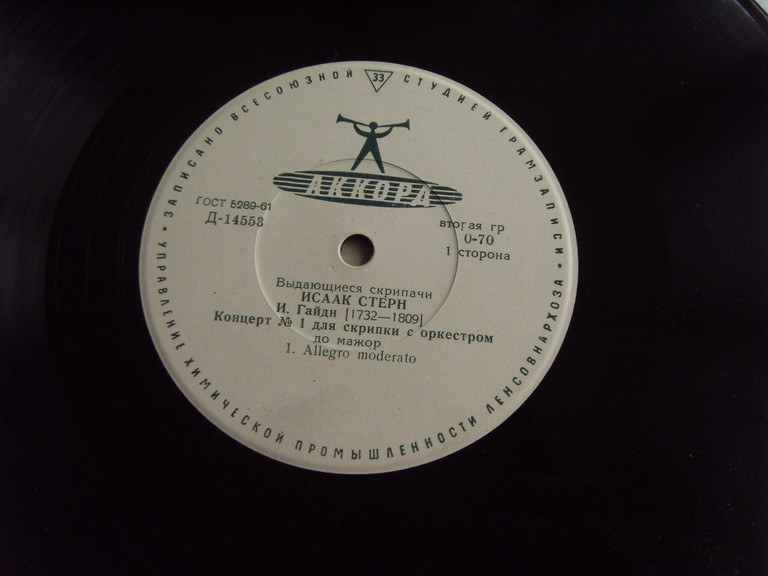 • ЗАПИСАНО ВСЕСОЮЗНОЙ 33 СТУДИЕЙ ГРАМЗАПИСИ •
АККОРД
ГОСТ 5289-61
Д-14553
вторая гр
0-70
1 сторона
Выдающиеся скрипачи
ИСААК СТЕРН
И. Гайдн [1732—1809]
Концерт № 1 для скрипки с оркестром
до мажор
1. Allegro moderato
УПРАВЛЕНИЕ ХИМИЧЕСКОЙ ПРОМЫШЛЕННОСТИ ЛЕНСОВНАРХОЗА